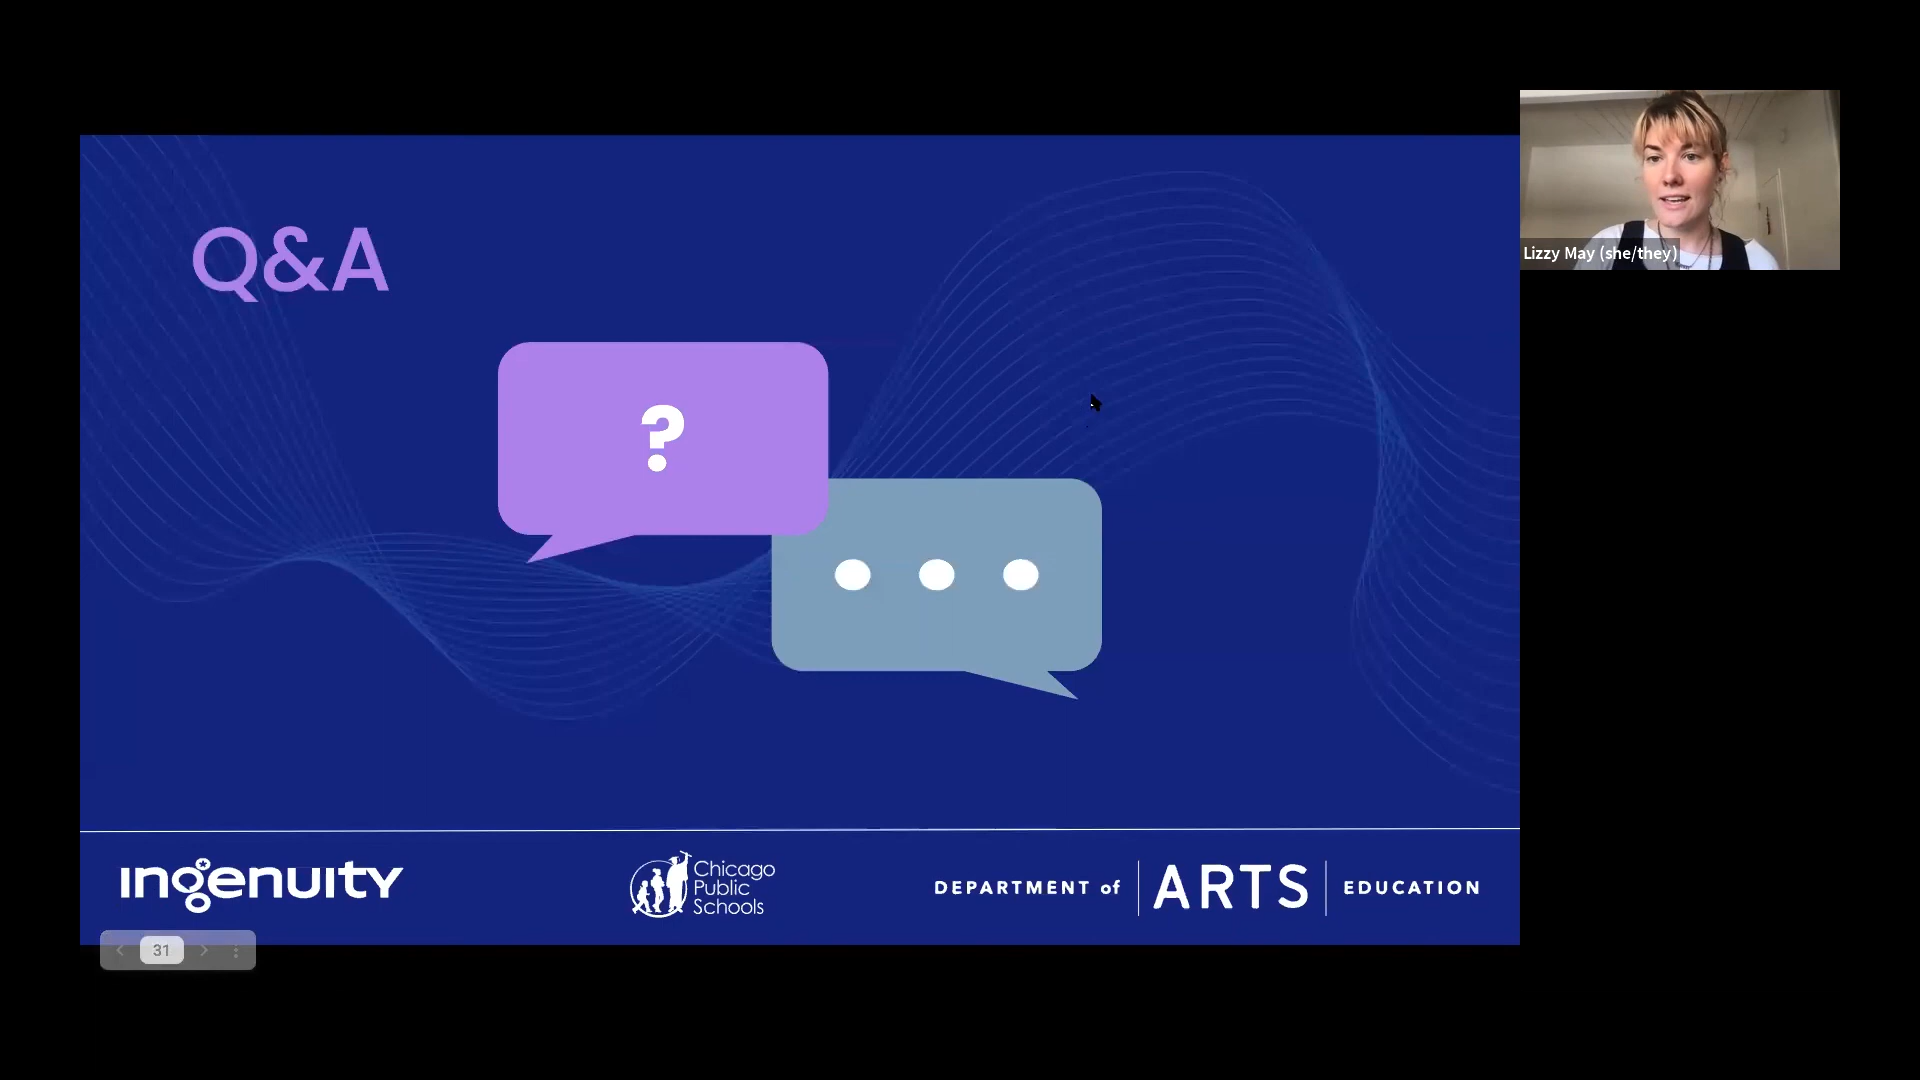 Q&A
?
Lizzy May (she/they)
ingenuity
Chicago
Public
Schools
DEPARTMENT of ARTS EDUCATION
31